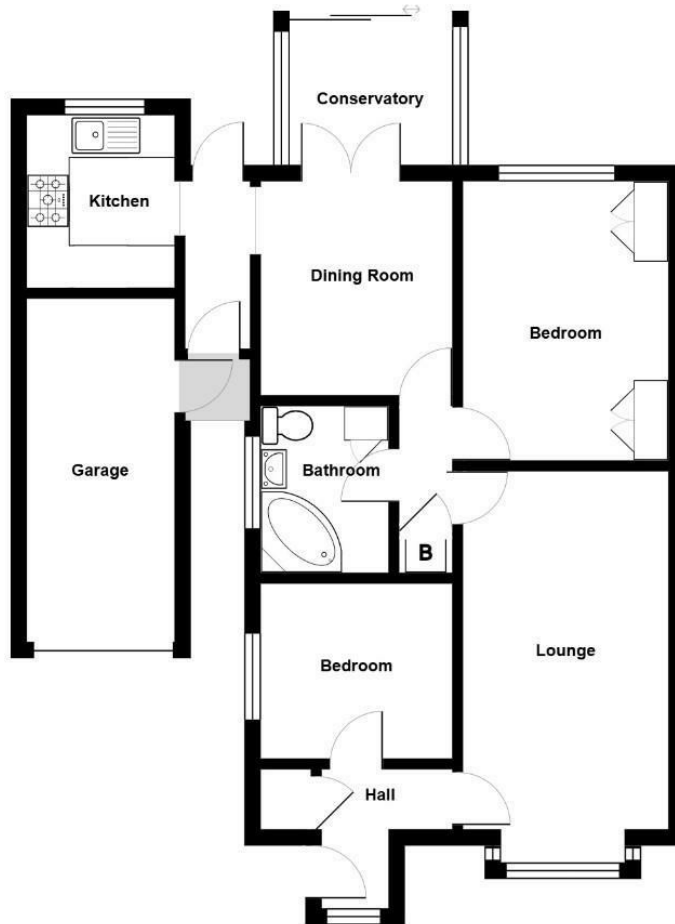 Conservatory
Kitchen
Dining Room
Bedroom
Garage
Bathroom
B
Bedroom
Lounge
Hall